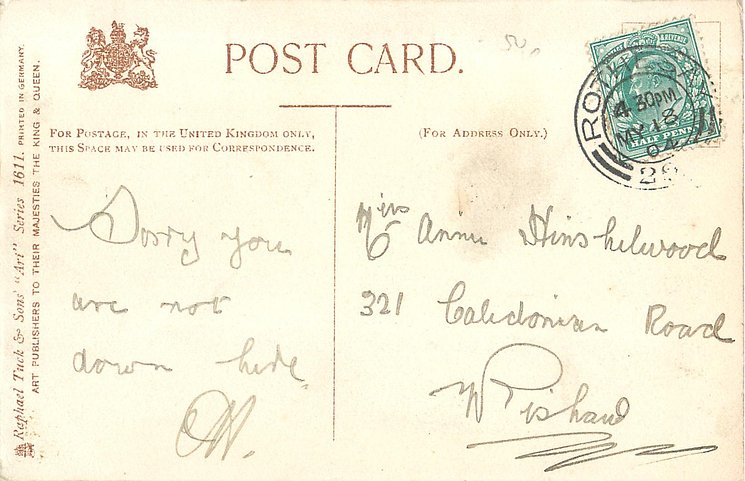 POST CARD.
FOR POSTAGE, IN THE UNITED KINGDOM ONLY,
THIS SPACE MAY BE USED FOR CORRESPONDENCE.
(FOR ADDRESS ONLY.)
Sorry you
are not
down here
Miss Annie Hinshelwood
321 Caledonian Road
Wishaw
4.30PM
MY 18
04
HALF PENNY
Raphael Tuck & Sons' "Art" Series 1611. PRINTED IN GERMANY.
ART PUBLISHERS TO THEIR MAJESTIES THE KING & QUEEN.